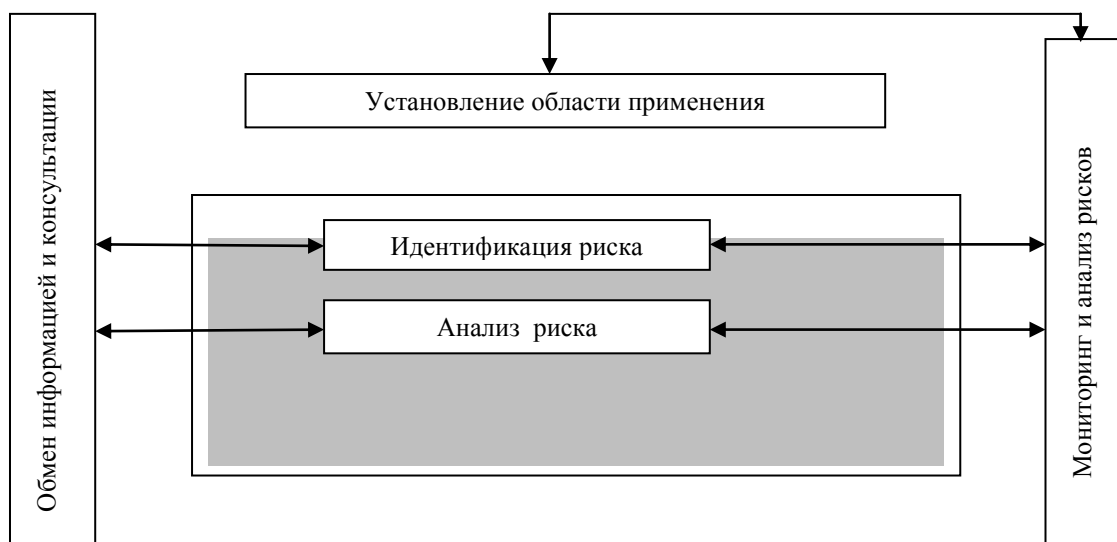 Обмен информацией и консультации
Установление области применения
Идентификация риска
Анализ риска
Мониторинг и анализ рисков